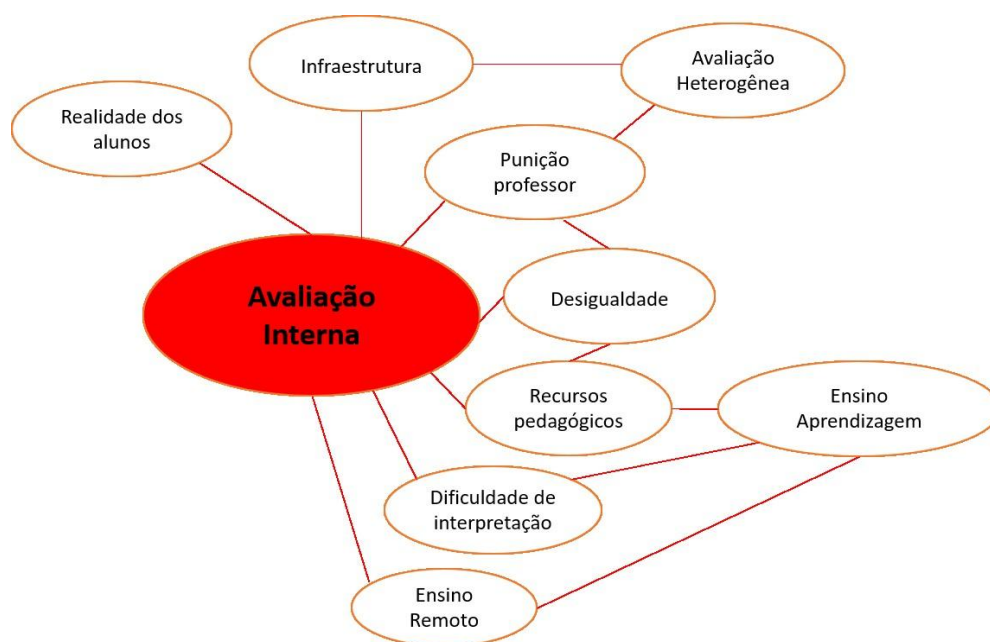 Infraestrutura
Avaliação
Heterogênea
Realidade dos
alunos
Punição
professor
Avaliação
Interna
Desigualdade
Recursos
pedagógicos
Ensino
Aprendizagem
Dificuldade de
interpretação
Ensino
Remoto